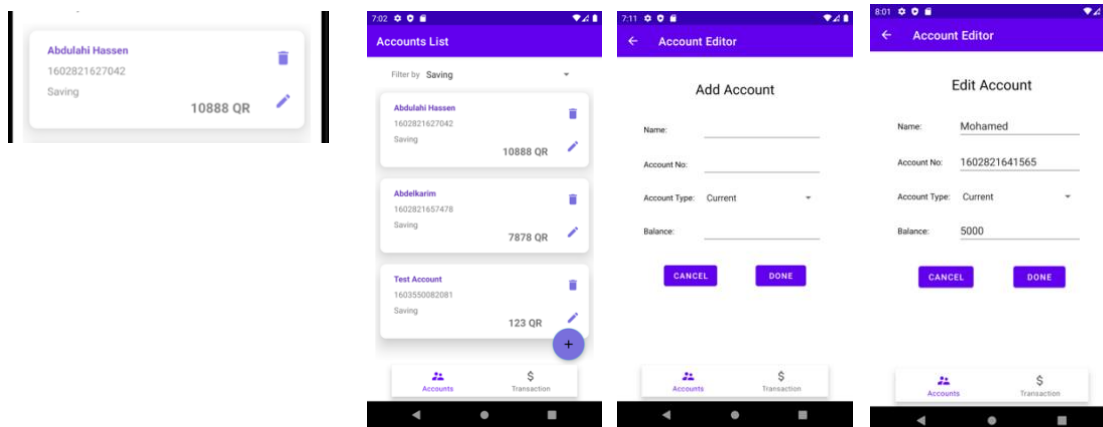 Abdulahi Hassen
1602821627042
Saving
10888 QR
7:02
Accounts List
Filter by Saving
Abdulahi Hassen
1602821627042
Saving
10888 QR
Abdelkarim
1602821657478
Saving
7878 QR
Test Account
1603550082081
Saving
123 QR
+
Accounts
$
Transaction
7:11
Account Editor
Add Account
Name:
Account No:
Account Type: Current
Balance:
CANCEL DONE
Accounts
$
Transaction
8:01
Account Editor
Edit Account
Name: Mohamed
Account No: 1602821641565
Account Type: Current
Balance: 5000
CANCEL DONE
Accounts
$
Transaction